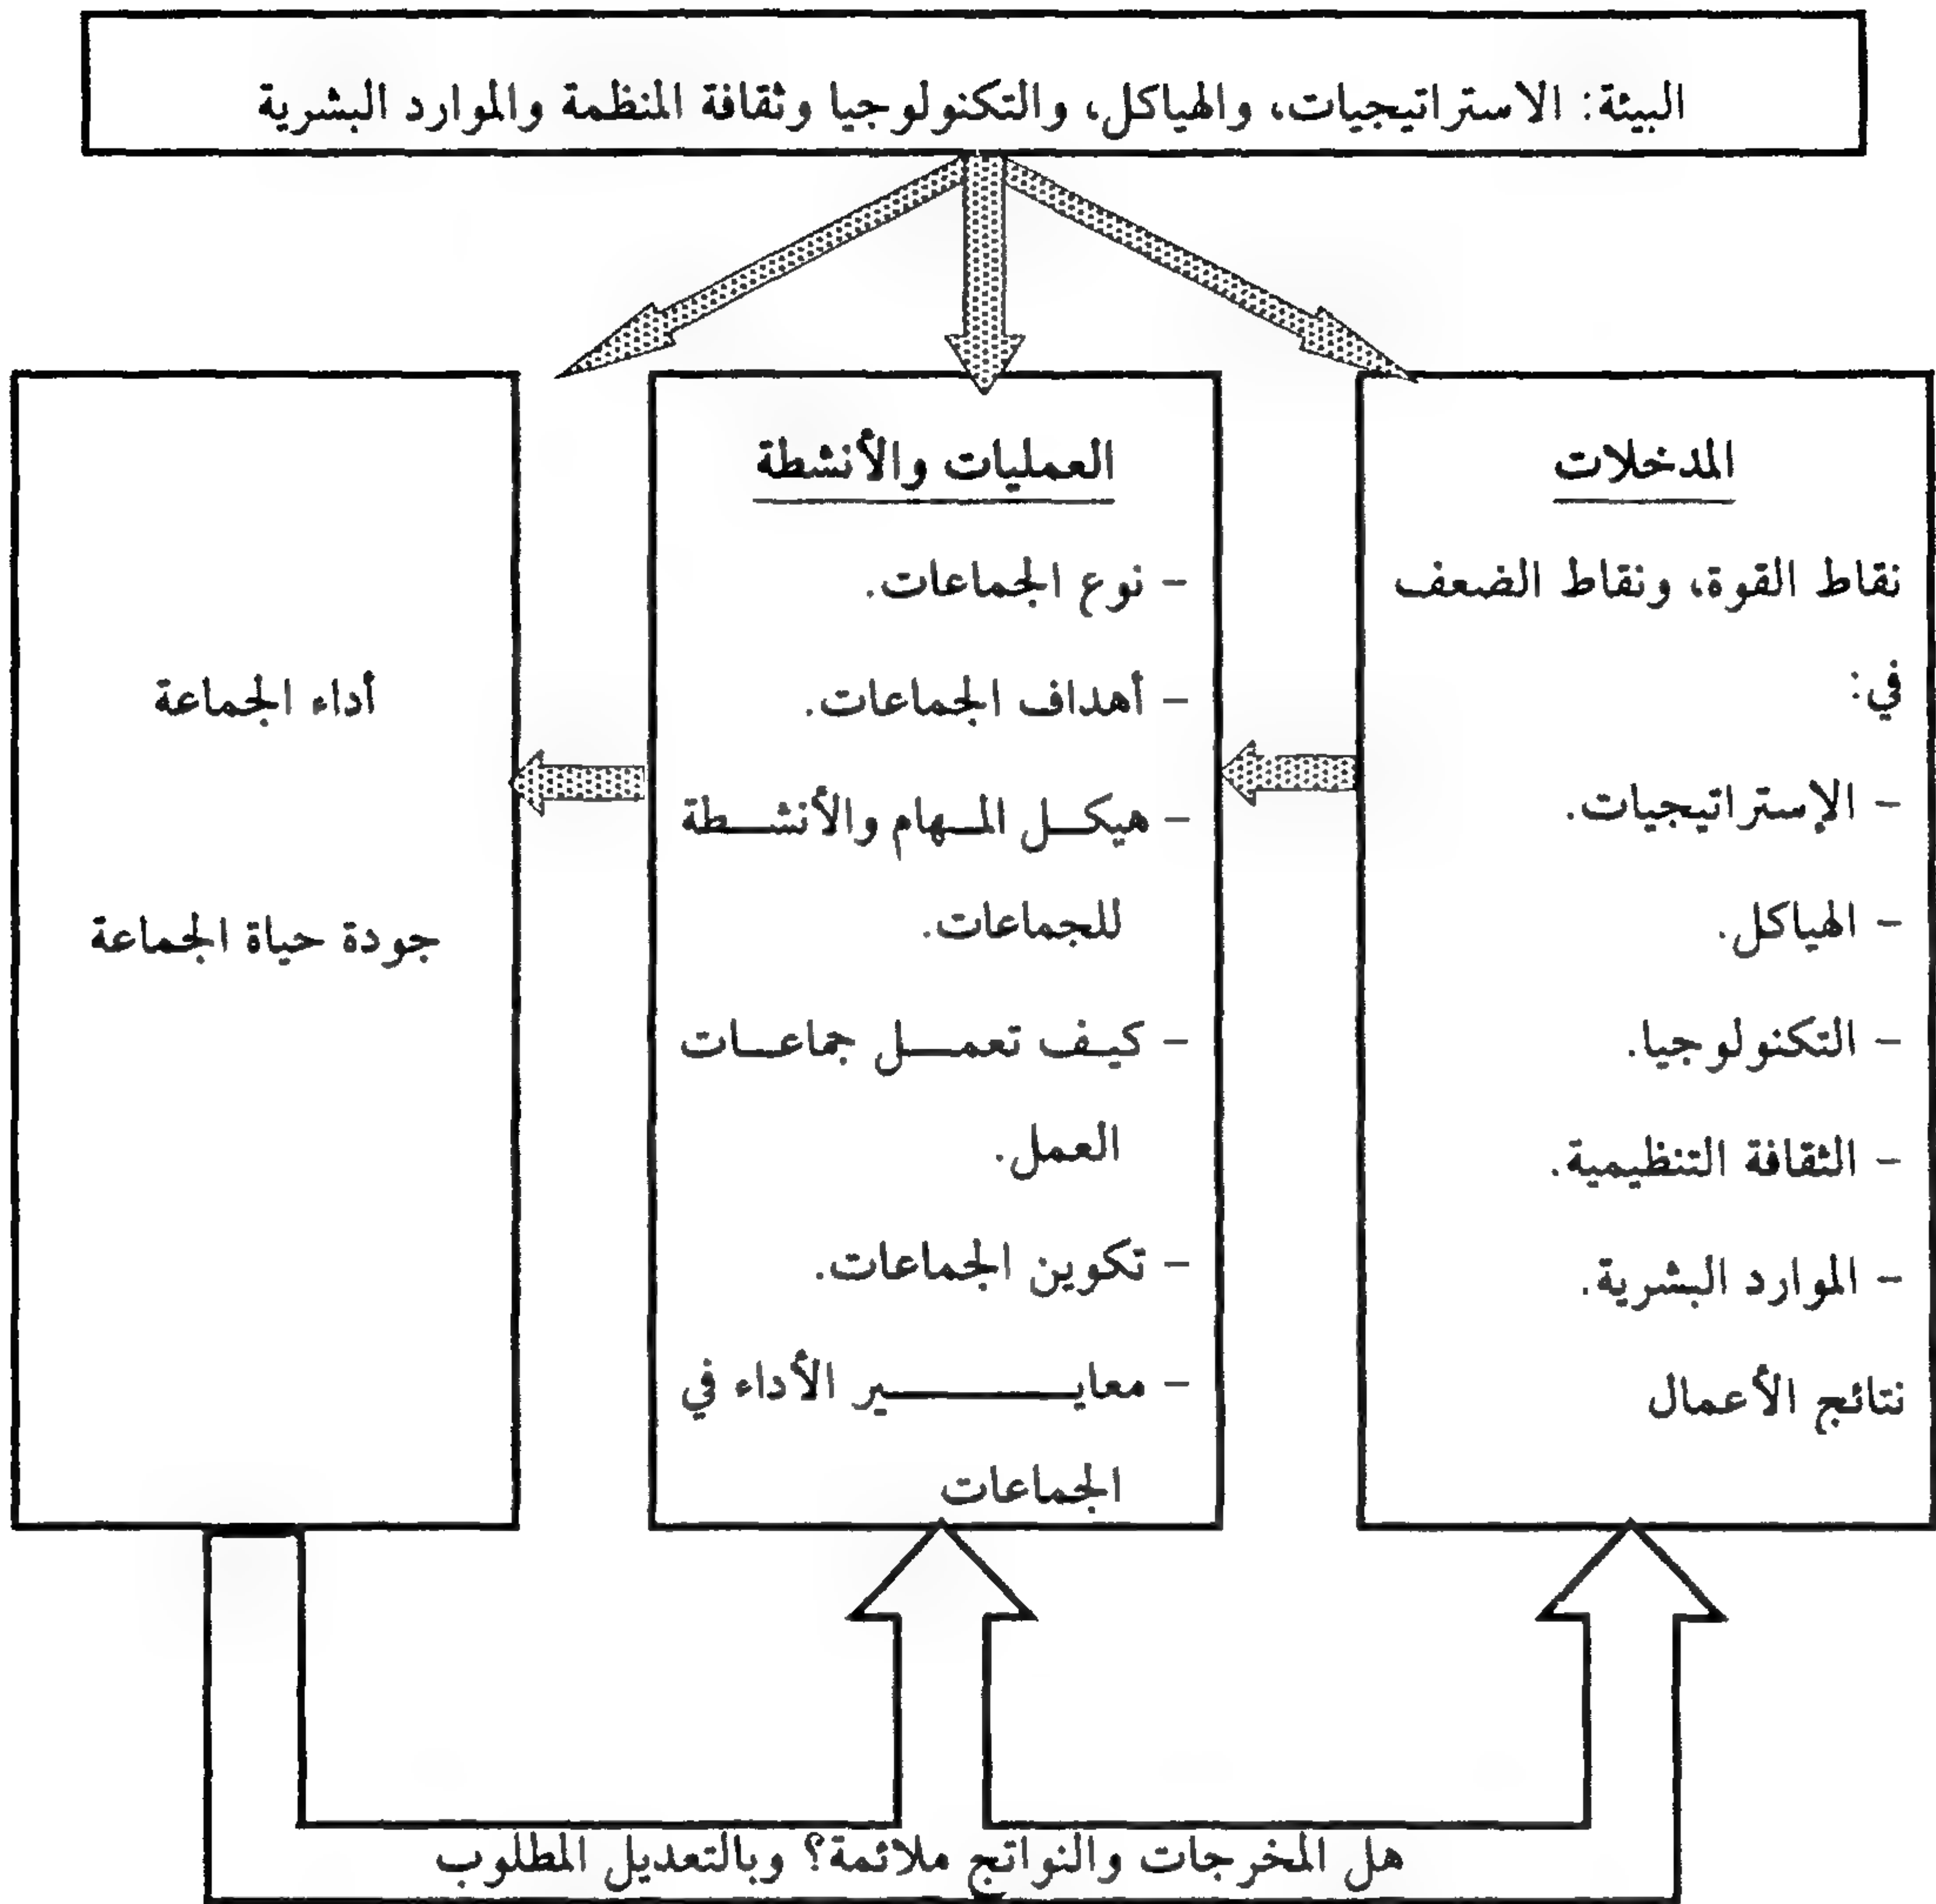 البيئة: الاستراتيجيات، والهياكل، والتكنولوجيا وثقافة المنظمة والموارد البشرية
المدخلات
نقاط القوة، ونقاط الضعف
في:
- الإستراتيجيات.
- الهياكل.
- التكنولوجيا.
- الثقافة التنظيمية.
- الموارد البشرية.
نتائج الأعمال
العمليات والأنشطة
- نوع الجماعات.
- أهداف الجماعات.
- هيكل المهام والأنشطة
للجماعات.
- كيف تعمل جماعات
العمل.
- تكوين الجماعات.
- معايير الأداء في
الجماعات
أداء الجماعة
جودة حياة الجماعة
هل المخرجات والنواتج ملائمة؟ وبالتعديل المطلوب